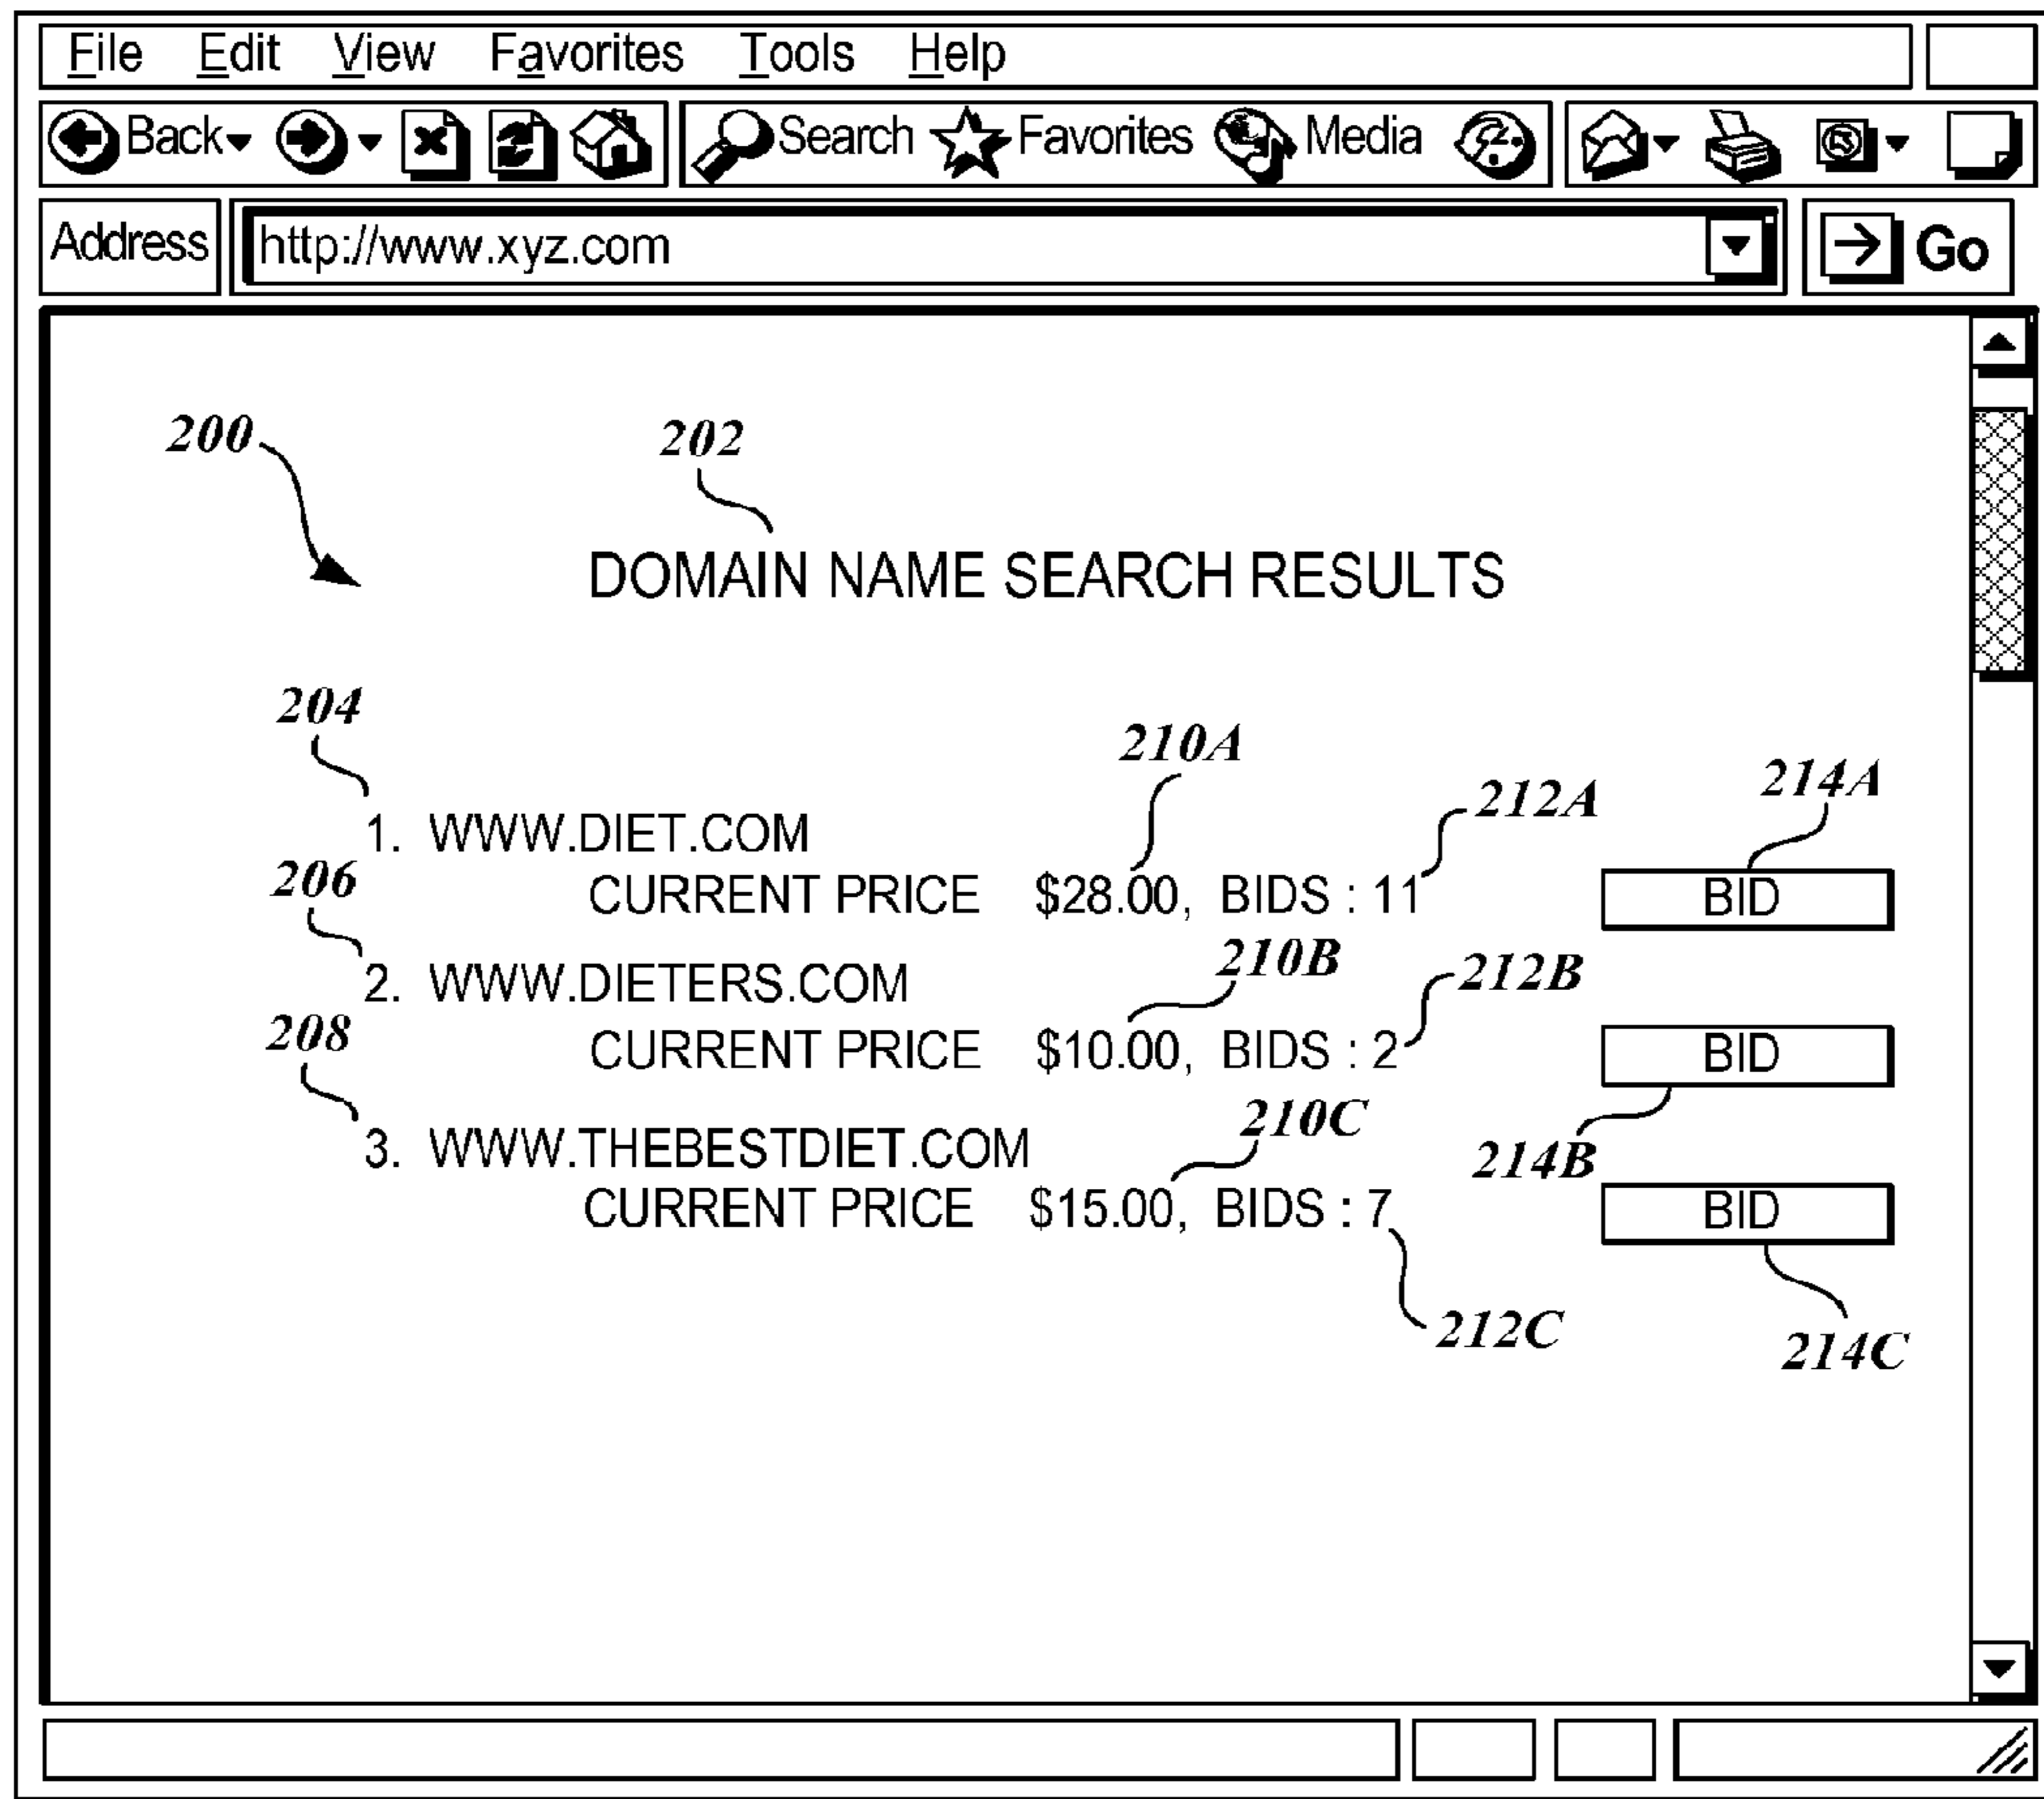 File Edit View Favorites Tools Help
Back Search Favorites Media
Address http://www.xyz.com Go
200 202
DOMAIN NAME SEARCH RESULTS
204
210A
212A 214A
1. WWW.DIET.COM
206
CURRENT PRICE $28.00, BIDS : 11 BID
210B
212B
2. WWW.DIETERS.COM
208
CURRENT PRICE $10.00, BIDS : 2 BID
210C
3. WWW.THEBESTDIET.COM
214B
CURRENT PRICE $15.00, BIDS : 7 BID
212C
214C